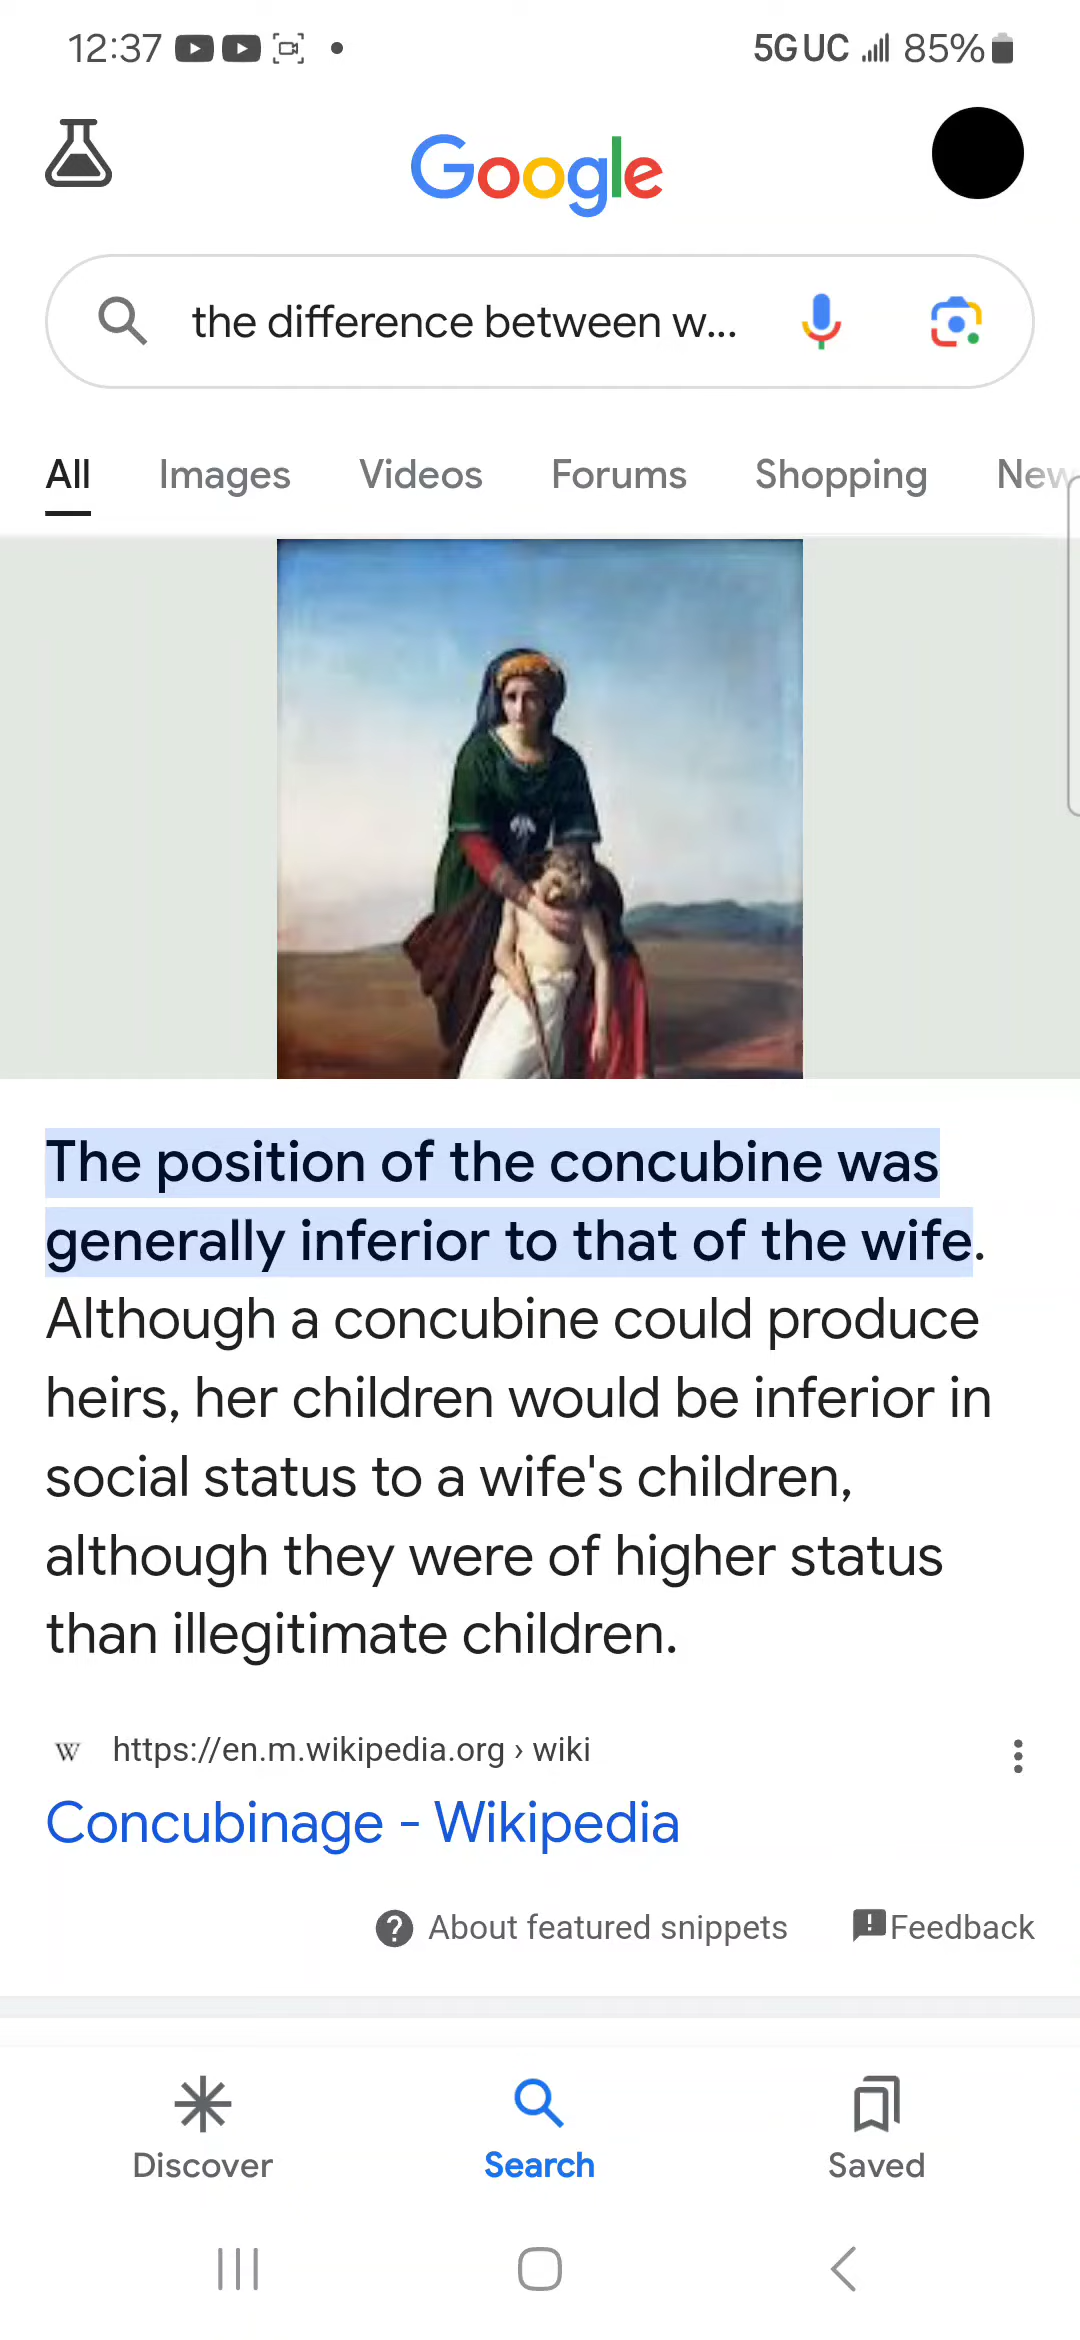 12:37
5G UC 85%
Google
the difference between w...
All Images Videos Forums Shopping New
The position of the concubine was
generally inferior to that of the wife.
Although a concubine could produce
heirs, her children would be inferior in
social status to a wife's children,
although they were of higher status
than illegitimate children.
W https://en.m.wikipedia.org › wiki
Concubinage - Wikipedia
About featured snippets Feedback
Discover Search Saved